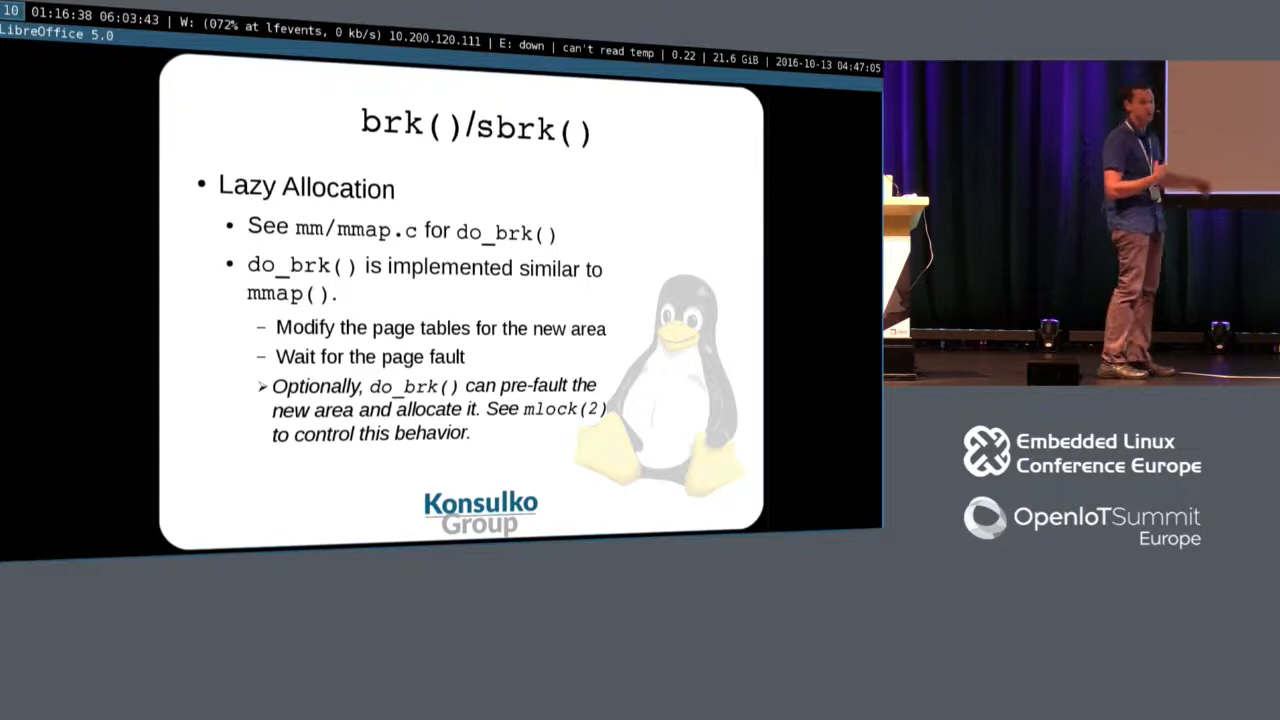 10 01:16:38 06:03:43 | W: (072% at lfevents, 0 kb/s) 10.200.120.111 | E: down | can't read temp | 0.22 | 21.6 GiB | 2016-10-13 04:47:05
LibreOffice 5.0
brk()/sbrk()
• Lazy Allocation
• See mm/mmap.c for do_brk()
• do_brk() is implemented similar to
mmap().
– Modify the page tables for the new area
– Wait for the page fault
➢ Optionally, do_brk() can pre-fault the
new area and allocate it. See mlock(2)
to control this behavior.
Konsulko
Group
Embedded Linux
Conference Europe
OpenIoTSummit
Europe